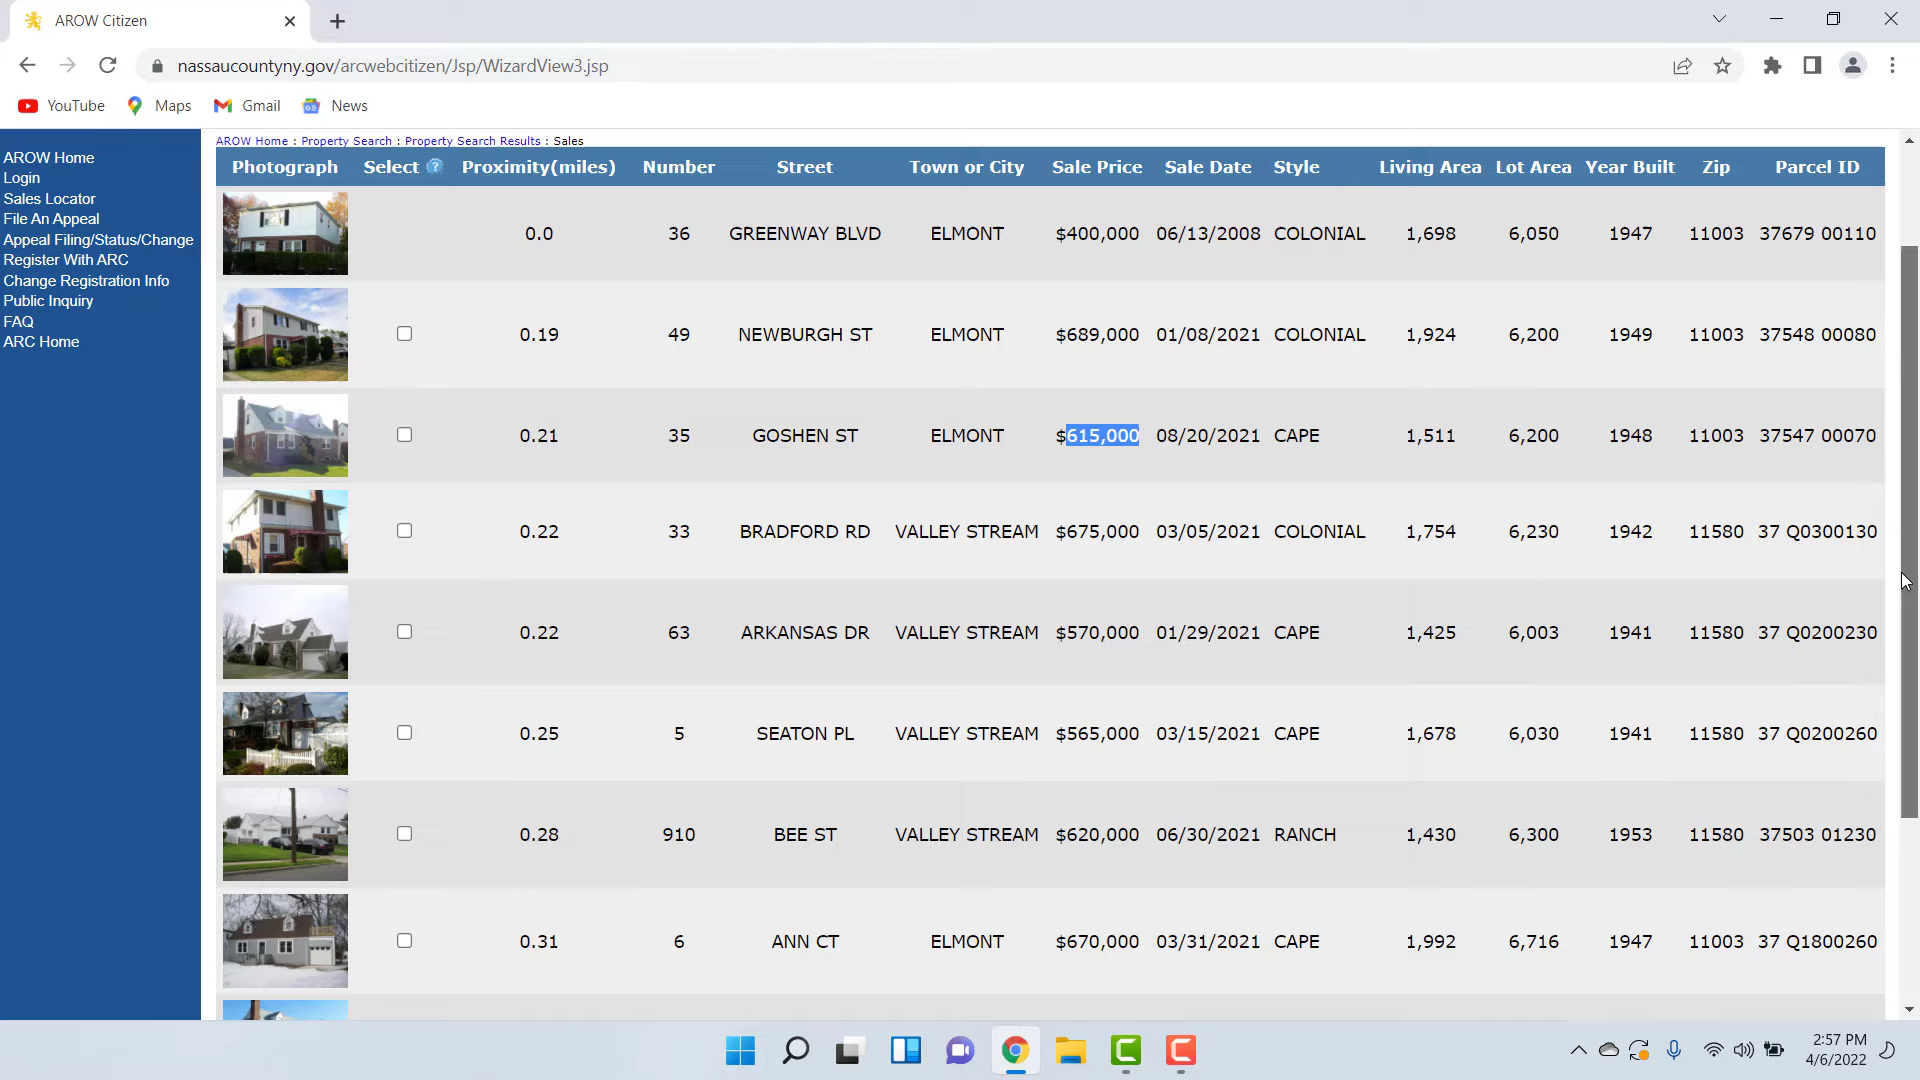 AROW Citizen
nassaucountyny.gov/arcwebcitizen/Jsp/WizardView3.jsp
YouTube Maps Gmail News
AROW Home : Property Search : Property Search Results : Sales
AROW Home
Login
Sales Locator
File An Appeal
Appeal Filing/Status/Change
Register With ARC
Change Registration Info
Public Inquiry
FAQ
ARC Home
Photograph Select ? Proximity(miles) Number Street Town or City Sale Price Sale Date Style Living Area Lot Area Year Built Zip Parcel ID
0.0 36 GREENWAY BLVD ELMONT $400,000 06/13/2008 COLONIAL 1,698 6,050 1947 11003 37679 00110
0.19 49 NEWBURGH ST ELMONT $689,000 01/08/2021 COLONIAL 1,924 6,200 1949 11003 37548 00080
0.21 35 GOSHEN ST ELMONT $615,000 08/20/2021 CAPE 1,511 6,200 1948 11003 37547 00070
0.22 33 BRADFORD RD VALLEY STREAM $675,000 03/05/2021 COLONIAL 1,754 6,230 1942 11580 37 Q0300130
0.22 63 ARKANSAS DR VALLEY STREAM $570,000 01/29/2021 CAPE 1,425 6,003 1941 11580 37 Q0200230
0.25 5 SEATON PL VALLEY STREAM $565,000 03/15/2021 CAPE 1,678 6,030 1941 11580 37 Q0200260
0.28 910 BEE ST VALLEY STREAM $620,000 06/30/2021 RANCH 1,430 6,300 1953 11580 37503 01230
0.31 6 ANN CT ELMONT $670,000 03/31/2021 CAPE 1,992 6,716 1947 11003 37 Q1800260
2:57 PM
4/6/2022